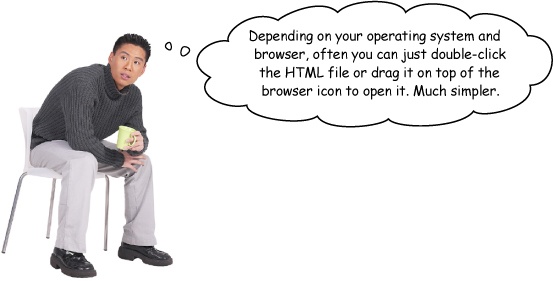 Depending on your operating system and
browser, often you can just double-click
the HTML file or drag it on top of the
browser icon to open it. Much simpler.